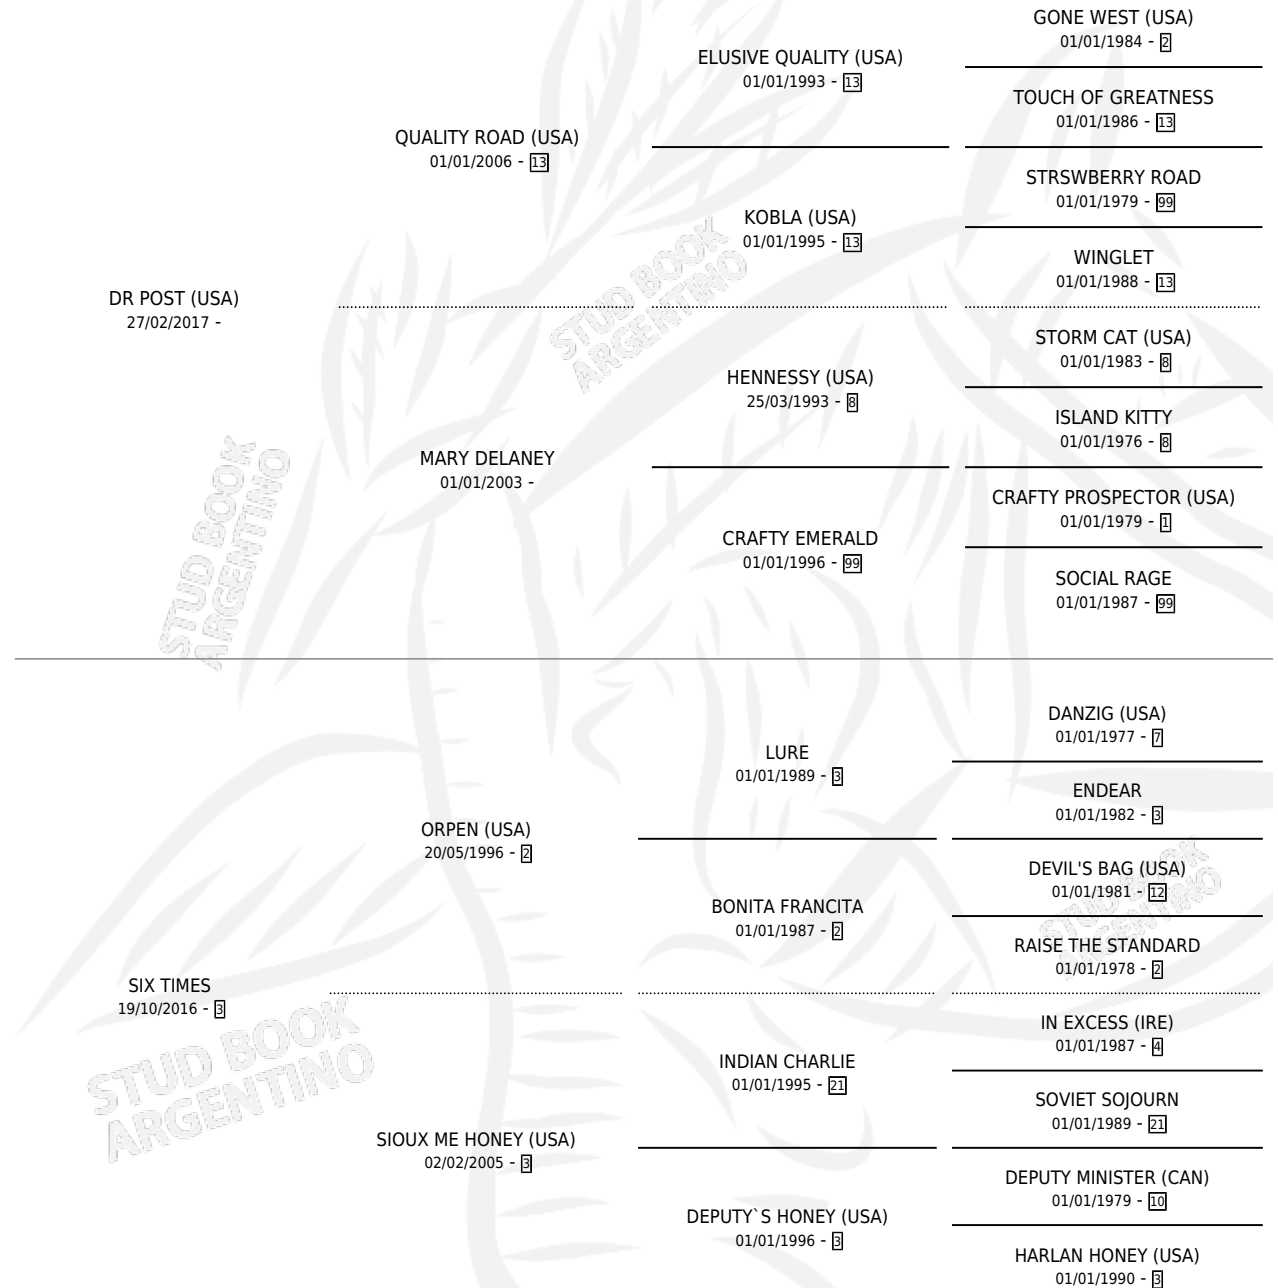 GONE WEST (USA)
01/01/1984 - 2
ELUSIVE QUALITY (USA)
01/01/1993 - 13
TOUCH OF GREATNESS
01/01/1986 - 13
QUALITY ROAD (USA)
01/01/2006 - 13
STRSWBERRY ROAD
01/01/1979 - 99
KOBLA (USA)
01/01/1995 - 13
WINGLET
01/01/1988 - 13
DR POST (USA)
27/02/2017 -
STORM CAT (USA)
01/01/1983 - 8
HENNESSY (USA)
25/03/1993 - 8
ISLAND KITTY
01/01/1976 - 8
MARY DELANEY
01/01/2003 -
CRAFTY PROSPECTOR (USA)
01/01/1979 - 1
CRAFTY EMERALD
01/01/1996 - 99
SOCIAL RAGE
01/01/1987 - 99
DANZIG (USA)
01/01/1977 - 7
LURE
01/01/1989 - 3
ENDEAR
01/01/1982 - 3
ORPEN (USA)
20/05/1996 - 2
DEVIL'S BAG (USA)
01/01/1981 - 12
BONITA FRANCITA
01/01/1987 - 2
RAISE THE STANDARD
01/01/1978 - 2
SIX TIMES
19/10/2016 - 3
IN EXCESS (IRE)
01/01/1987 - 4
INDIAN CHARLIE
01/01/1995 - 21
SOVIET SOJOURN
01/01/1989 - 21
SIOUX ME HONEY (USA)
02/02/2005 - 3
DEPUTY MINISTER (CAN)
01/01/1979 - 10
DEPUTY`S HONEY (USA)
01/01/1996 - 3
HARLAN HONEY (USA)
01/01/1990 - 3
STUD BOOK
ARGENTINO
STUD BOOK
ARGENTINO
STUD BOOK
ARGENTINO
STUD BOOK
ARGENTINO